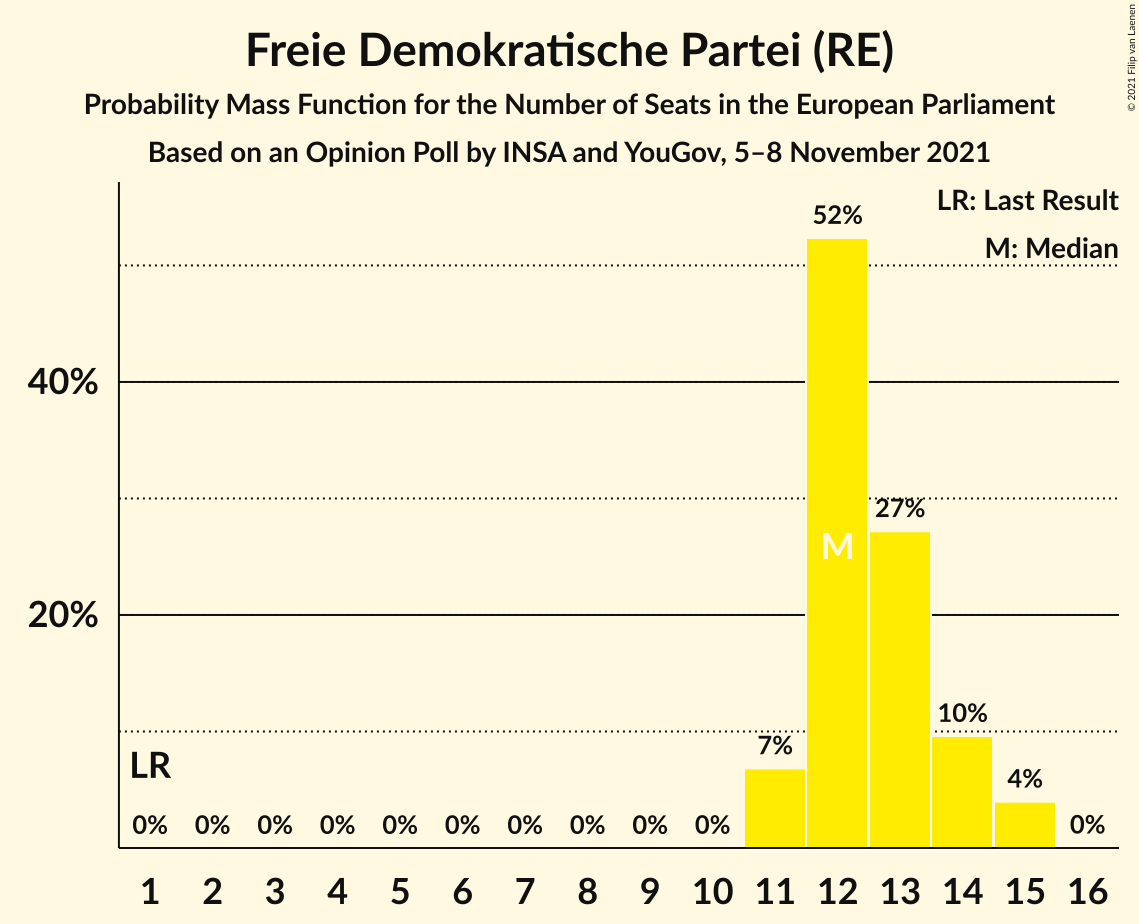 Freie Demokratische Partei (RE)
Probability Mass Function for the Number of Seats in the European Parliament
Based on an Opinion Poll by INSA and YouGov, 5–8 November 2021
© 2021 Filip van Laenen
LR: Last Result
M: Median
52%
40%
27%
M
20%
10%
7%
LR
4%
0% 0% 0% 0% 0% 0% 0% 0% 0% 0% 0%
1 2 3 4 5 6 7 8 9 10 11 12 13 14 15 16